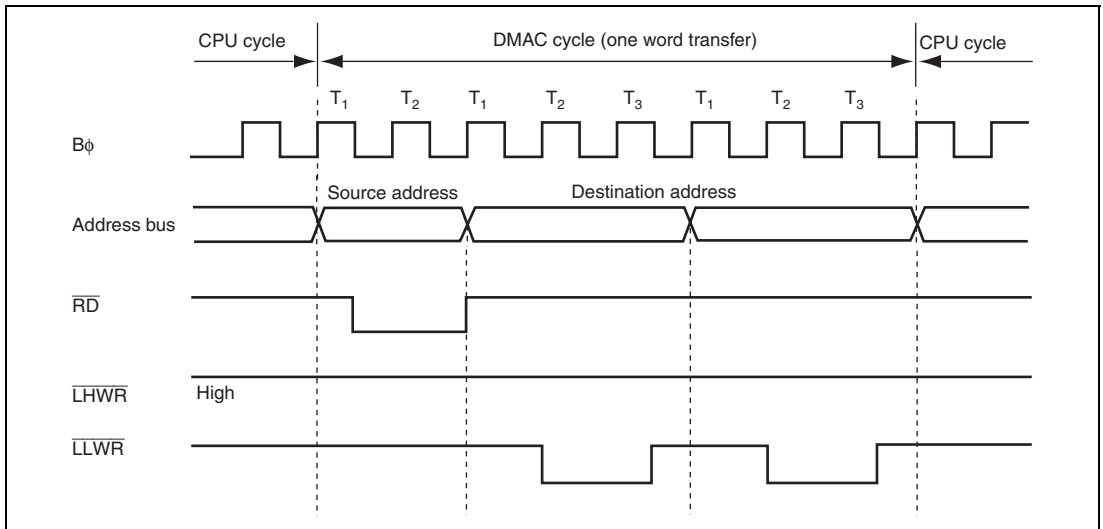 CPU cycle DMAC cycle (one word transfer) CPU cycle
T1 T2 T1 T2 T3 T1 T2 T3
Bϕ
Source address Destination address
Address bus
RD
LHWR High
LLWR